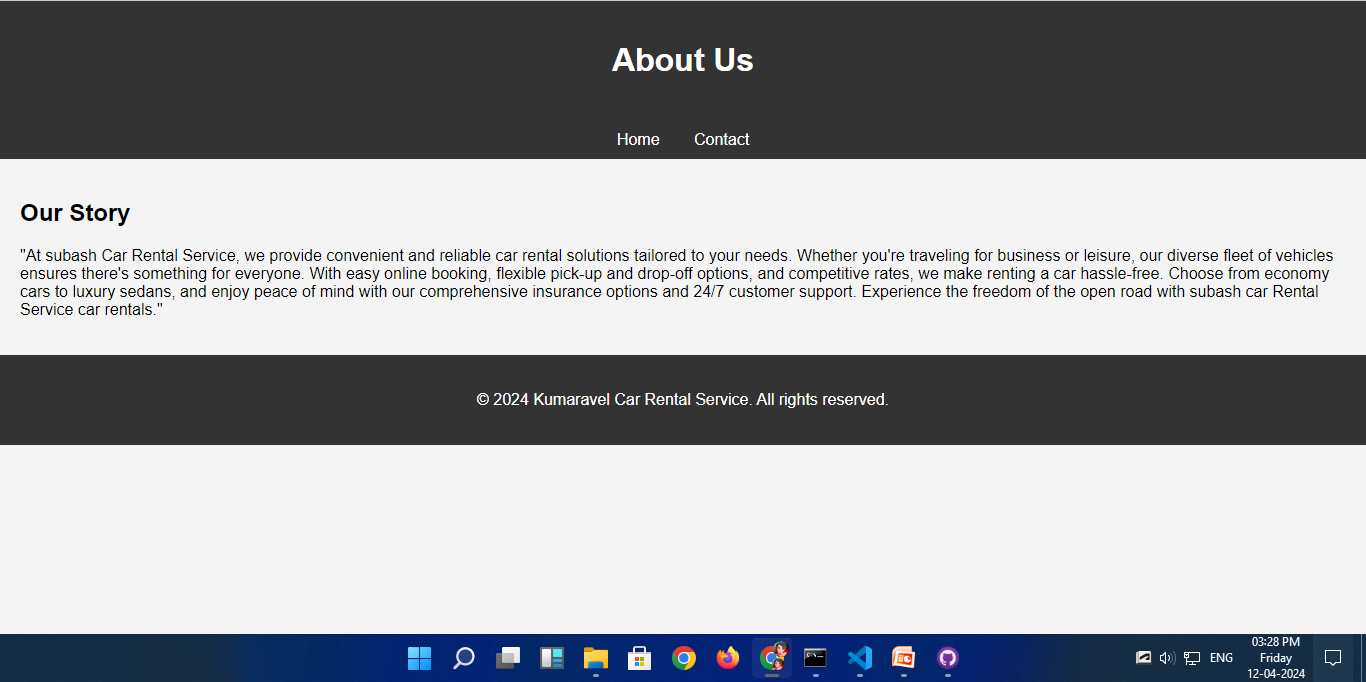 About Us
Home Contact
Our Story
"At subash Car Rental Service, we provide convenient and reliable car rental solutions tailored to your needs. Whether you're traveling for business or leisure, our diverse fleet of vehicles
ensures there's something for everyone. With easy online booking, flexible pick-up and drop-off options, and competitive rates, we make renting a car hassle-free. Choose from economy
cars to luxury sedans, and enjoy peace of mind with our comprehensive insurance options and 24/7 customer support. Experience the freedom of the open road with subash car Rental
Service car rentals."
© 2024 Kumaravel Car Rental Service. All rights reserved.
ENG
03:28 PM
Friday
12-04-2024